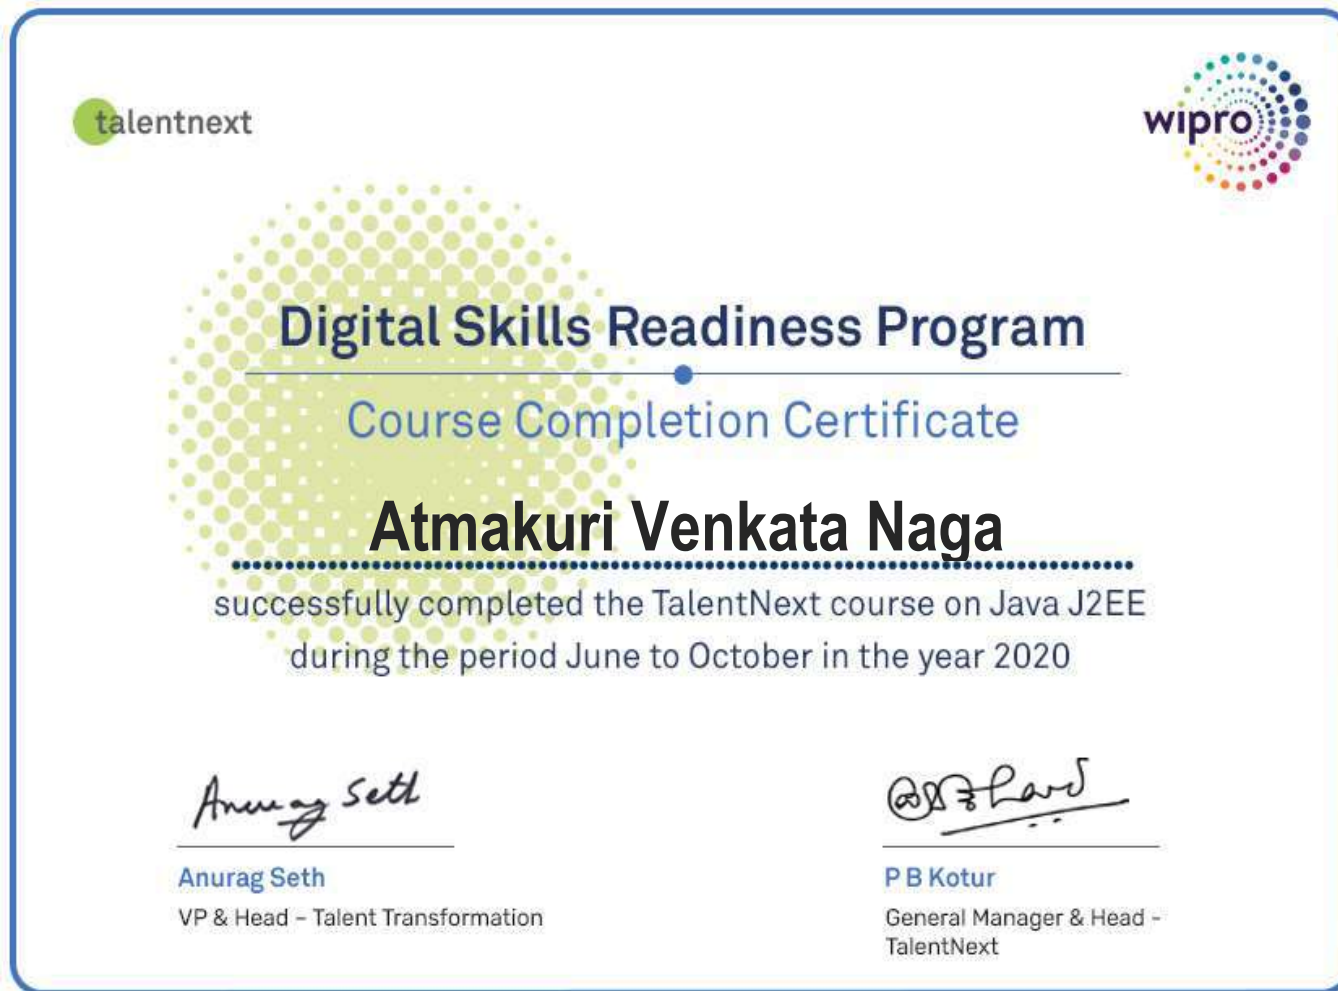 talentnext
wipro
Digital Skills Readiness Program
Course Completion Certificate
Atmakuri Venkata Naga
successfully completed the TalentNext course on Java J2EE
during the period June to October in the year 2020
Anurag Seth
Anurag Seth
VP & Head – Talent Transformation
P B Kotur
General Manager & Head -
TalentNext